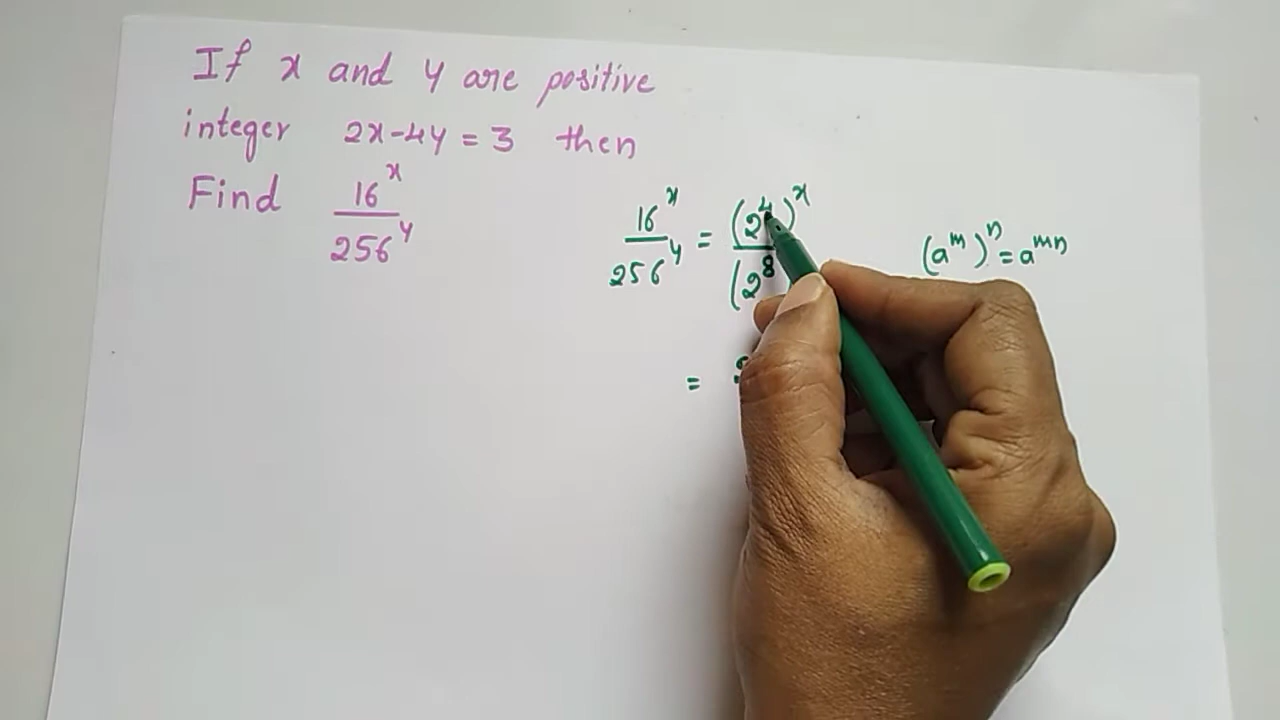 If x and y are positive
integer 2x-4y = 3 then
Find 16^x / 256^y
16^x / 256^y = (2^4)^x / (2^8
(a^m)^n = a^mn
=